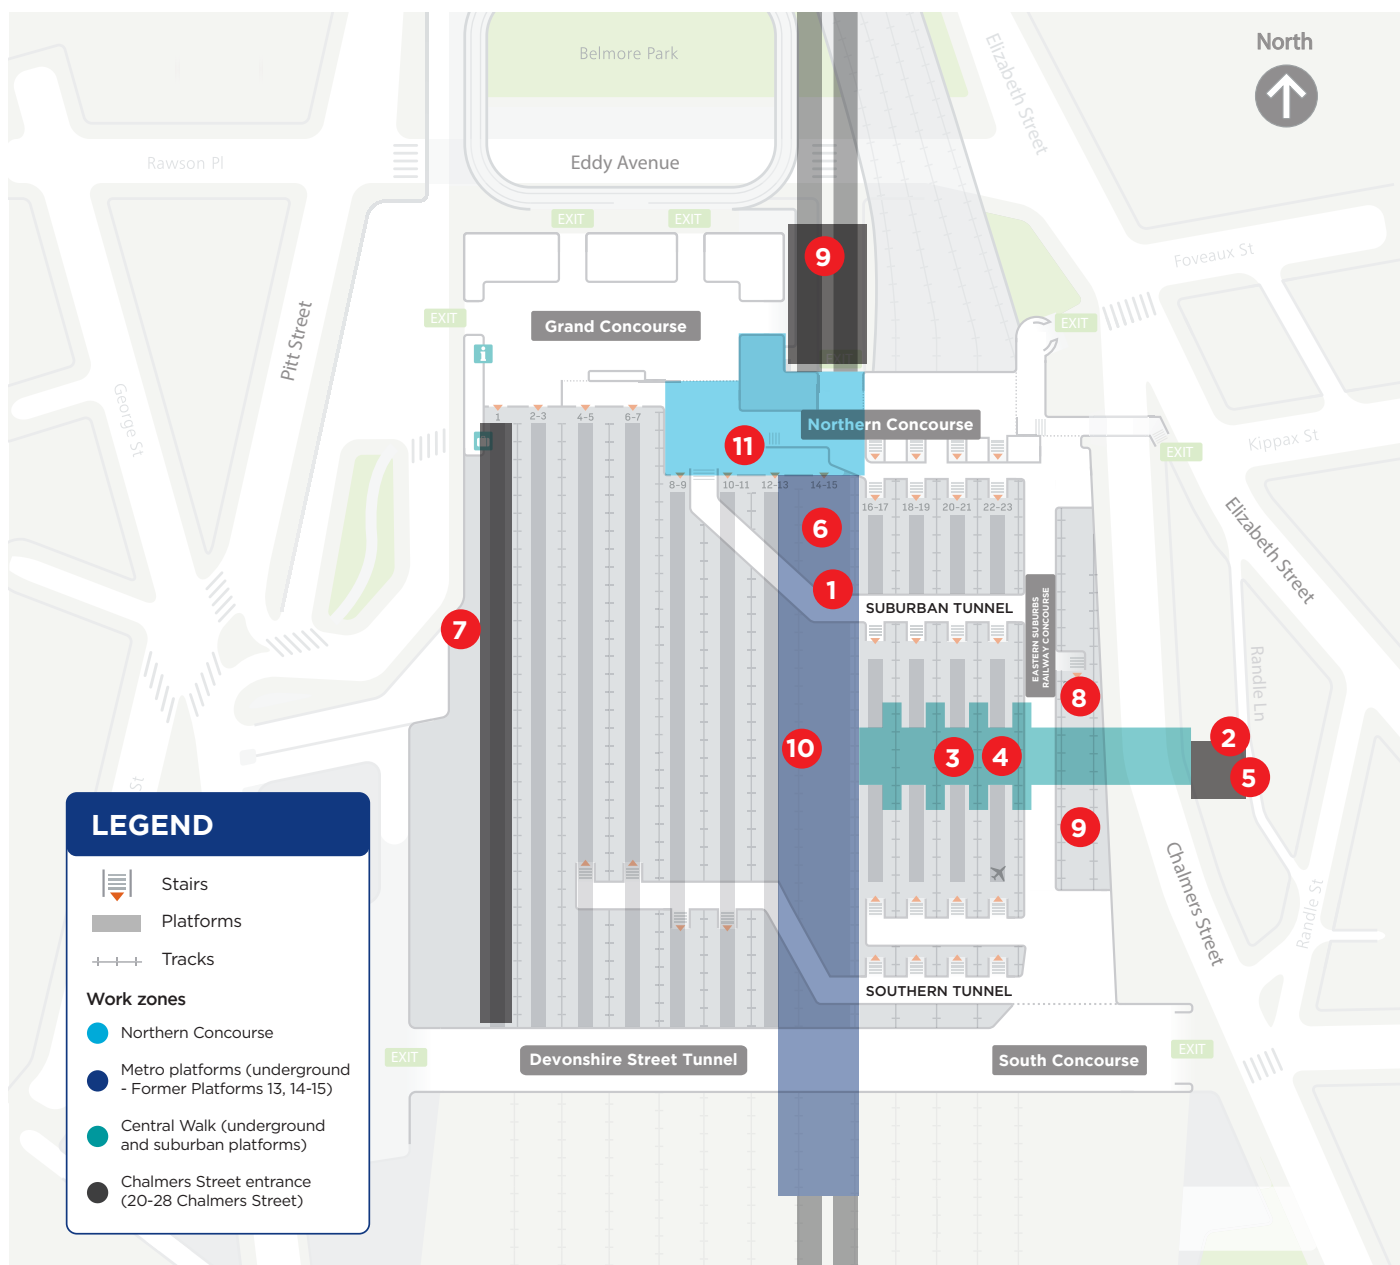 Belmore Park
Elizabeth Street
North
Rawson Pl
Eddy Avenue
EXIT
EXIT
Foveaux St
9
EXIT
EXIT
Grand Concourse
EXIT
i
Pitt Street
George St
1
2-3
4-5
6-7
Northern Concourse
11
Kippax St
EXIT
8-9
10-11
12-13
14-15
16-17
18-19
20-21
22-23
Elizabeth Street
6
1
SUBURBAN TUNNEL
EASTERN SUBURBS
RAILWAY CONCOURSE
7
Randle Ln
8
10
3
4
2
5
St
9
LEGEND
Stairs
Platforms
Tracks
Work zones
Northern Concourse
Metro platforms (underground
- Former Platforms 13, 14-15)
Central Walk (underground
and suburban platforms)
Chalmers Street entrance
(20-28 Chalmers Street)
Chalmers Street
Randle St
SOUTHERN TUNNEL
EXIT
Devonshire Street Tunnel
South Concourse
EXIT